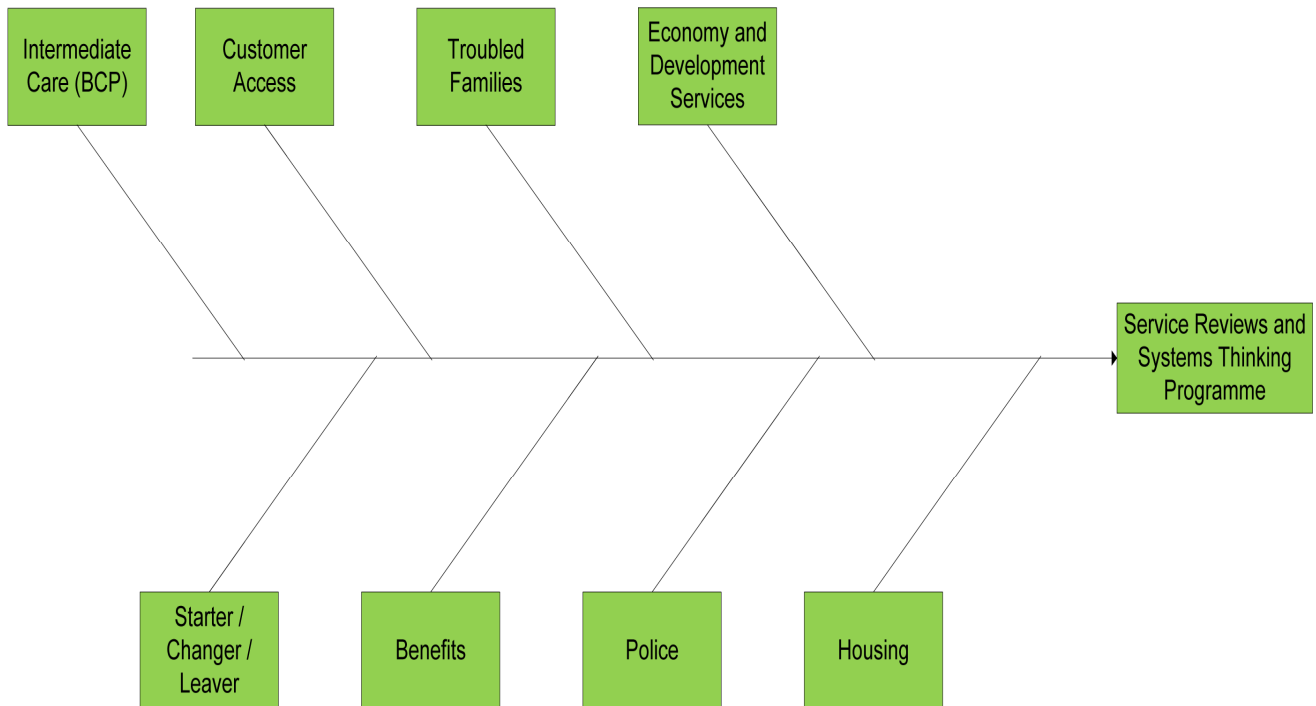 Intermediate
Care (BCP)
Customer
Access
Troubled
Families
Economy and
Development
Services
Service Reviews and
Systems Thinking
Programme
Starter /
Changer /
Leaver
Benefits
Police
Housing